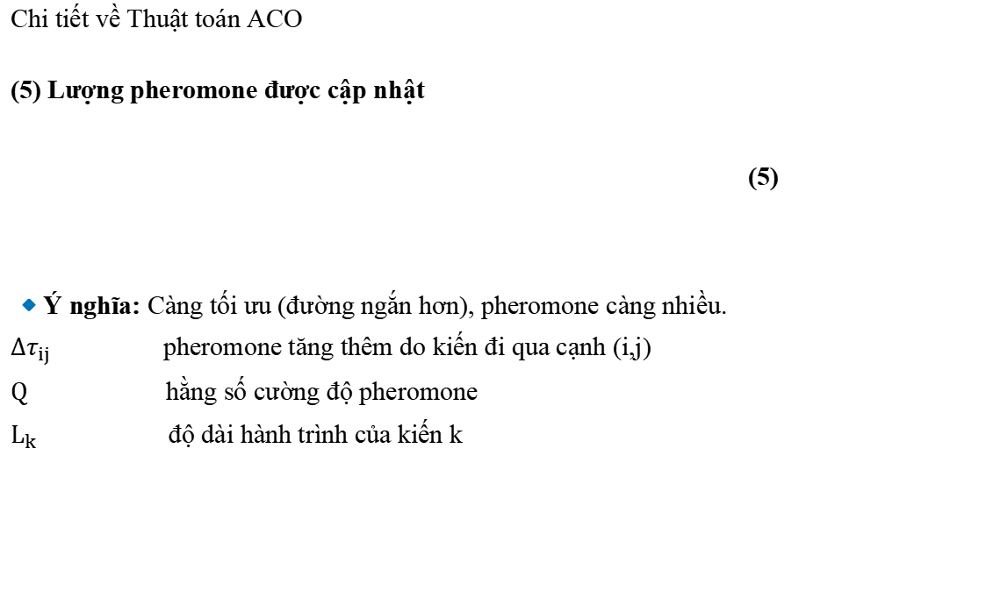 Chi tiết về Thuật toán ACO
(5) Lượng pheromone được cập nhật
(5)
Ý nghĩa: Càng tối ưu (đường ngắn hơn), pheromone càng nhiều.
Δτij pheromone tăng thêm do kiến đi qua cạnh (i,j)
Q hằng số cường độ pheromone
Lk độ dài hành trình của kiến k